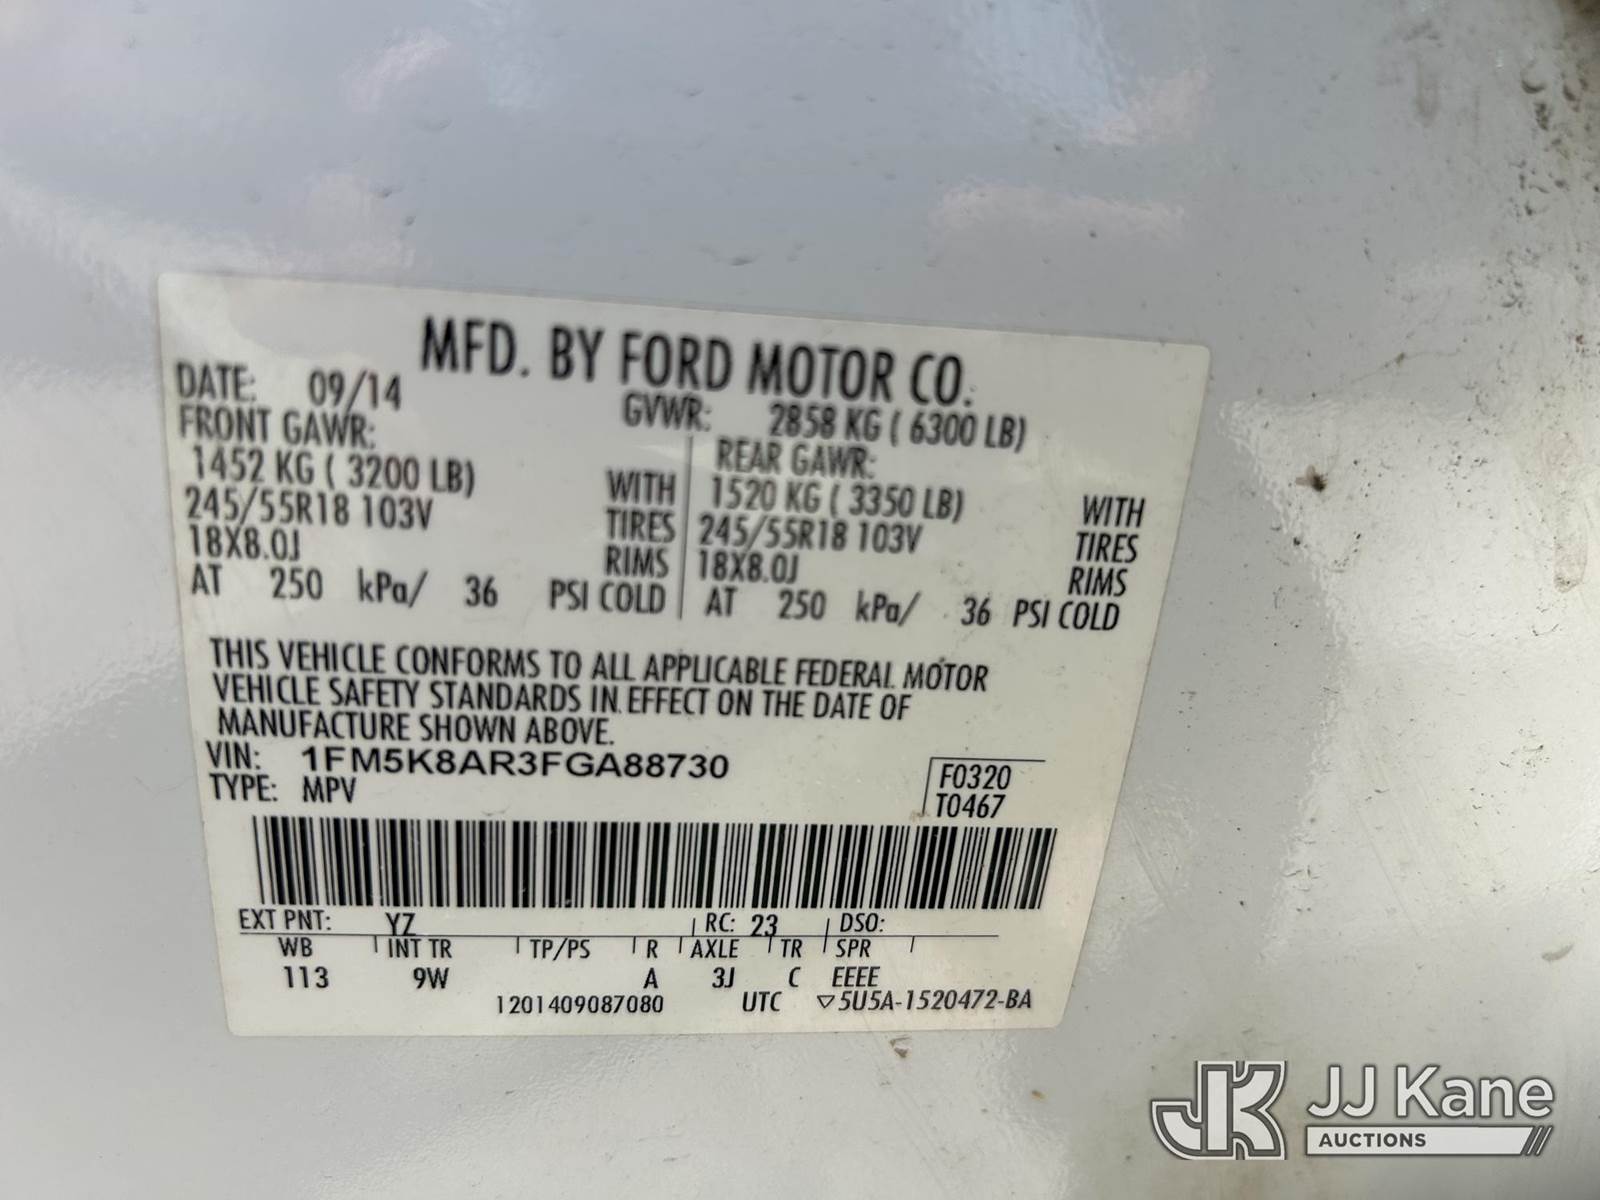 MFD. BY FORD MOTOR CO.
DATE: 09/14 GVWR: 2858 KG ( 6300 LB)
FRONT GAWR: REAR GAWR:
1452 KG ( 3200 LB) WITH 1520 KG ( 3350 LB) WITH
245/55R18 103V TIRES 245/55R18 103V TIRES
18X8.0J RIMS 18X8.0J RIMS
AT 250 kPa/ 36 PSI COLD AT 250 kPa/ 36 PSI COLD
THIS VEHICLE CONFORMS TO ALL APPLICABLE FEDERAL MOTOR
VEHICLE SAFETY STANDARDS IN EFFECT ON THE DATE OF
MANUFACTURE SHOWN ABOVE.
VIN: 1FM5K8AR3FGA88730 F0320
TYPE: MPV T0467
EXT PNT: YZ RC: 23 DSO:
WB INT TR TP/PS R AXLE TR SPR
113 9W A 3J C EEEE
1201409087080 UTC ▽5U5A-1520472-BA
JK JJ Kane
AUCTIONS